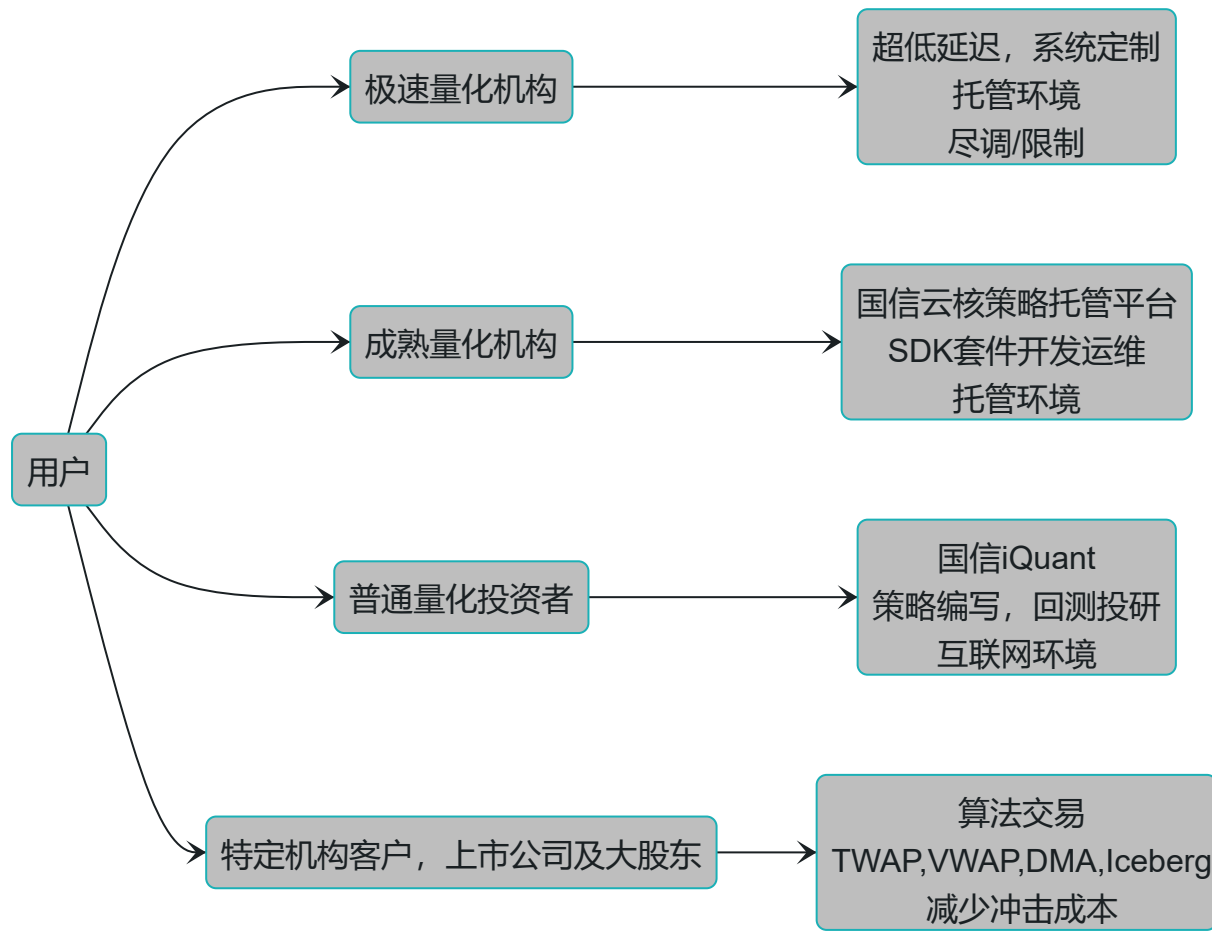 用户
极速量化机构
超低延迟，系统定制
托管环境
尽调/限制
成熟量化机构
国信云核策略托管平台
SDK套件开发运维
托管环境
普通量化投资者
国信iQuant
策略编写，回测投研
互联网环境
特定机构客户，上市公司及大股东
算法交易
TWAP,VWAP,DMA,Iceberg
减少冲击成本